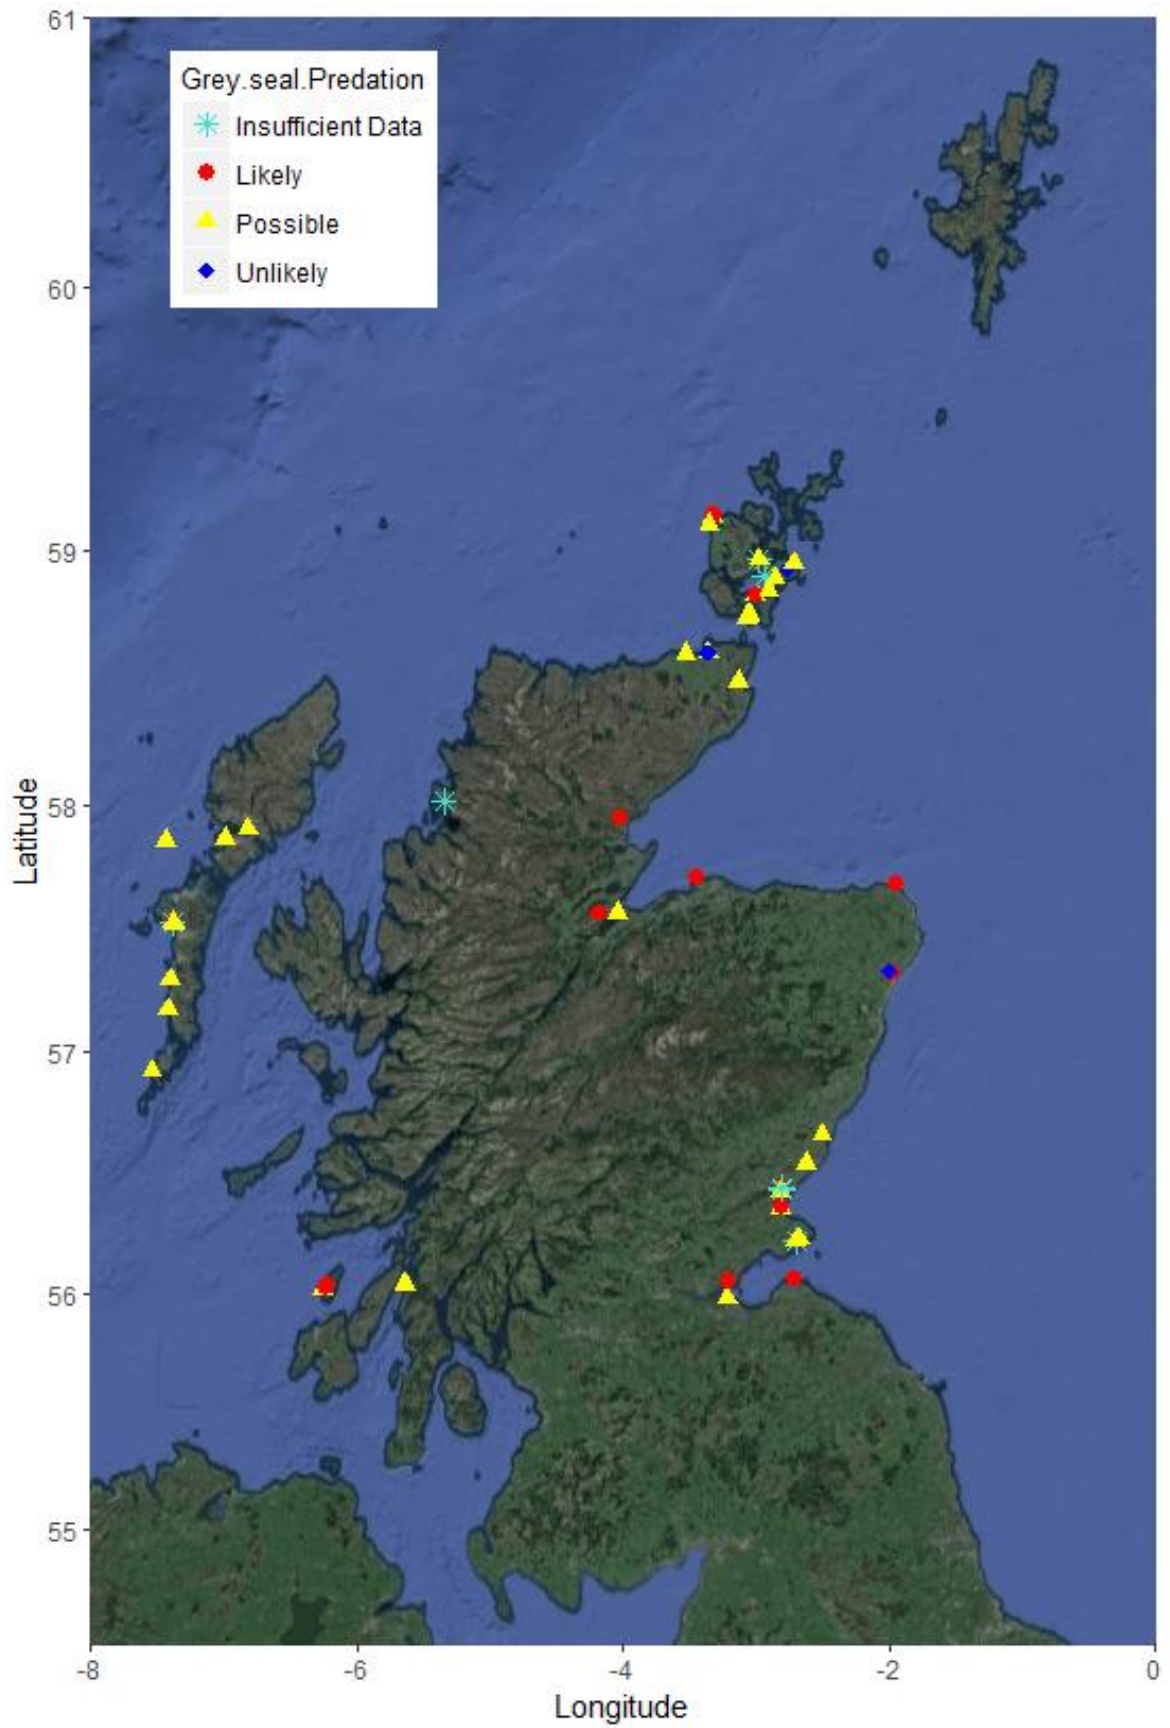 Grey.seal.Predation
Insufficient Data
Likely
Possible
Unlikely
61
60
59
58
57
56
55
Latitude
-8
-6
-4
-2
0
Longitude